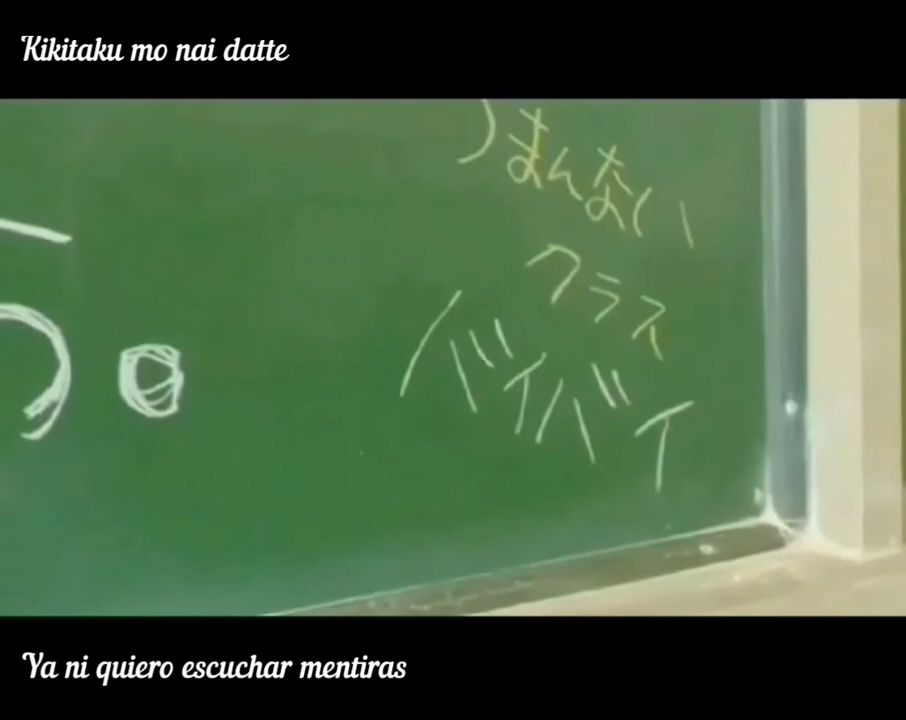 Kikitaku mo nai datte
つまんない
クラス
バイバイ
う。
Ya ni quiero escuchar mentiras